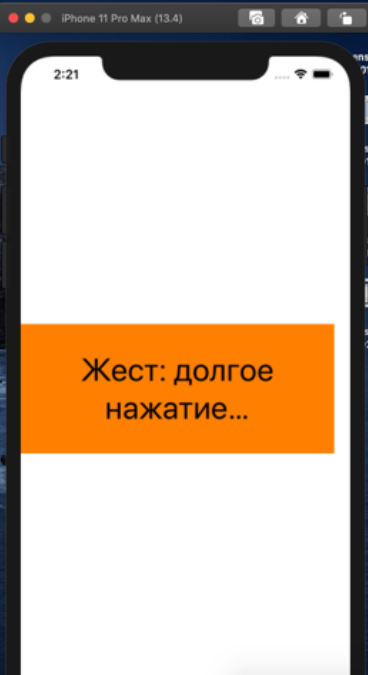 iPhone 11 Pro Max (13.4)
2:21
Жест: долгое
нажатие...